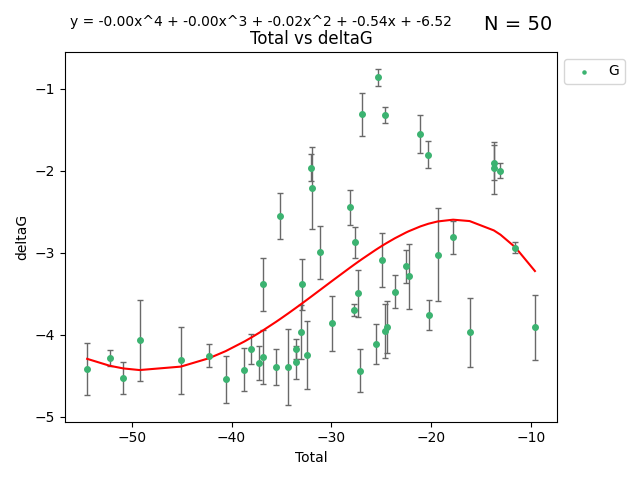 y = -0.00x^4 + -0.00x^3 + -0.02x^2 + -0.54x + -6.52
N = 50
Total vs deltaG
G
−1
−2
−3
−4
−5
deltaG
−50 −40 −30 −20 −10
Total